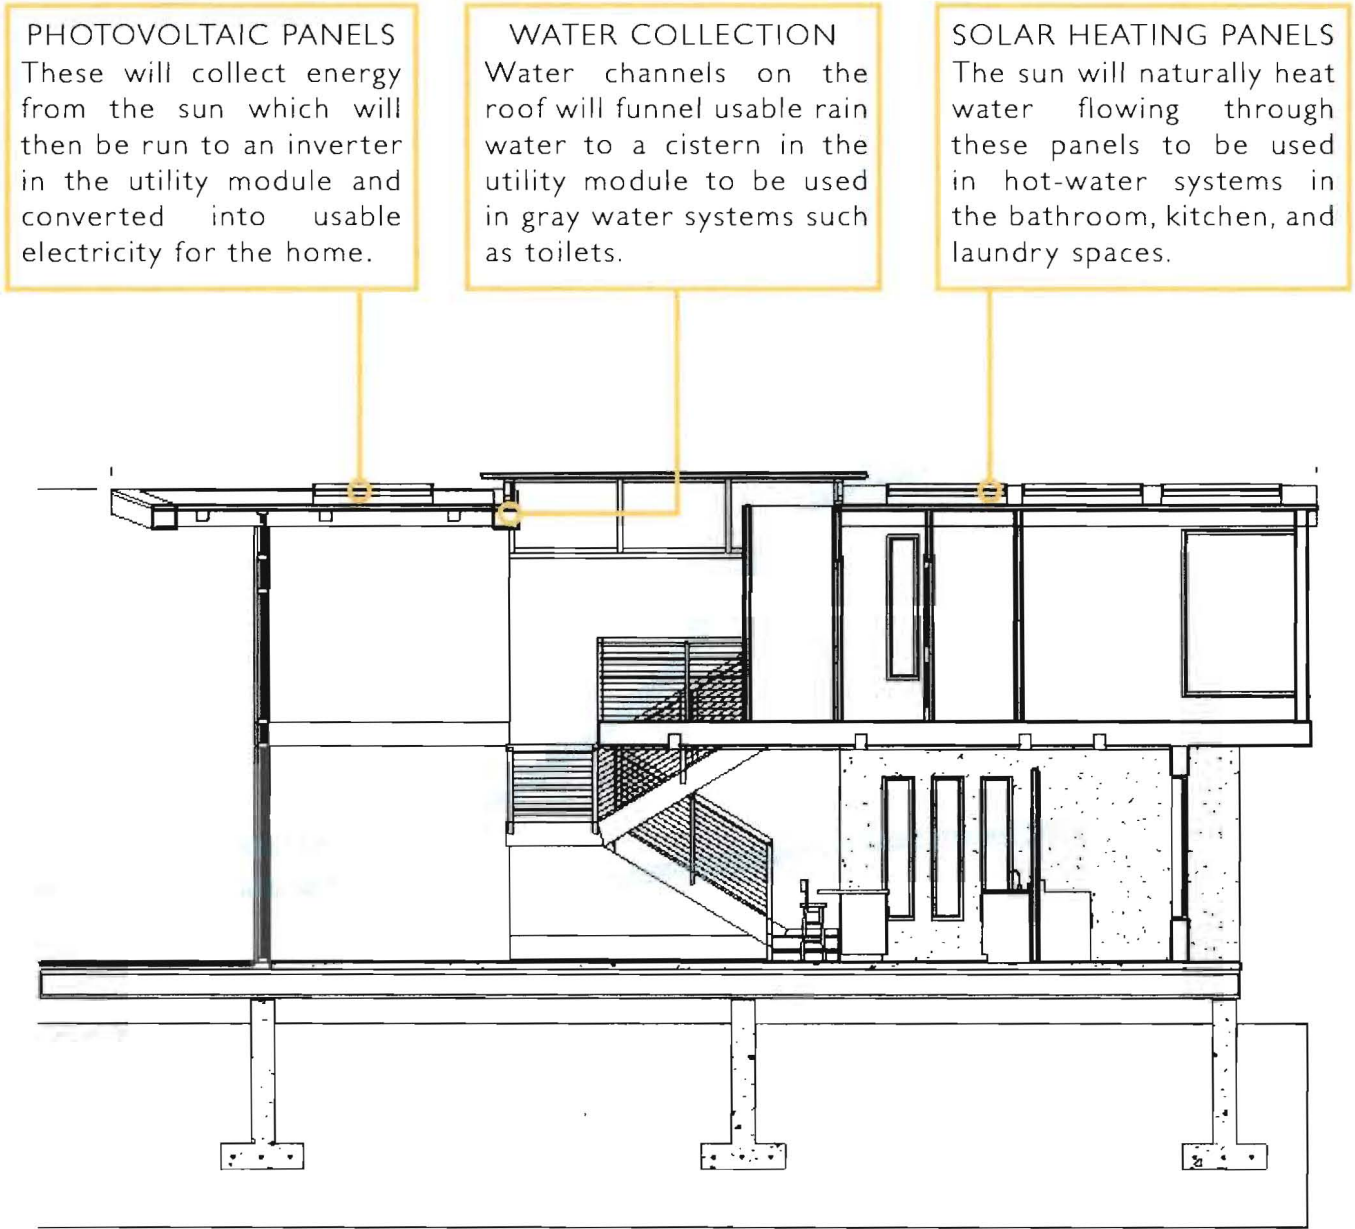 PHOTOVOLTAIC PANELS
These will collect energy
from the sun which will
then be run to an inverter
in the utility module and
converted into usable
electricity for the home.
WATER COLLECTION
Water channels on the
roof will funnel usable rain
water to a cistern in the
utility module to be used
in gray water systems such
as toilets.
SOLAR HEATING PANELS
The sun will naturally heat
water flowing through
these panels to be used
in hot-water systems in
the bathroom, kitchen, and
laundry spaces.